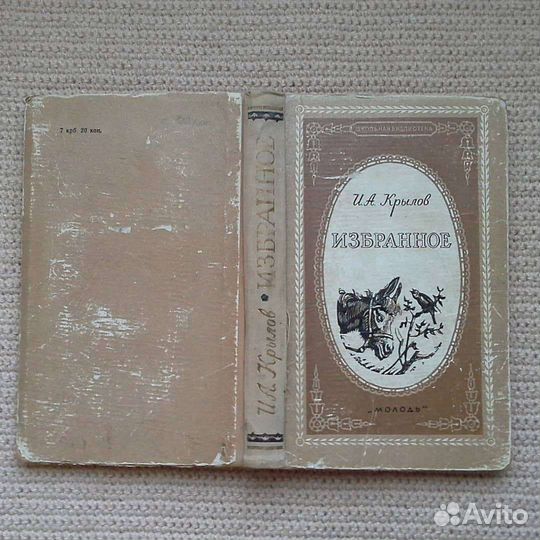 7 крб. 20 коп.
И.А. Крылов • ИЗБРАННОЕ
ШКОЛЬНАЯ БИБЛИОТЕКА
И.А. Крылов
ИЗБРАННОЕ
„МОЛОДЬ"
Avito